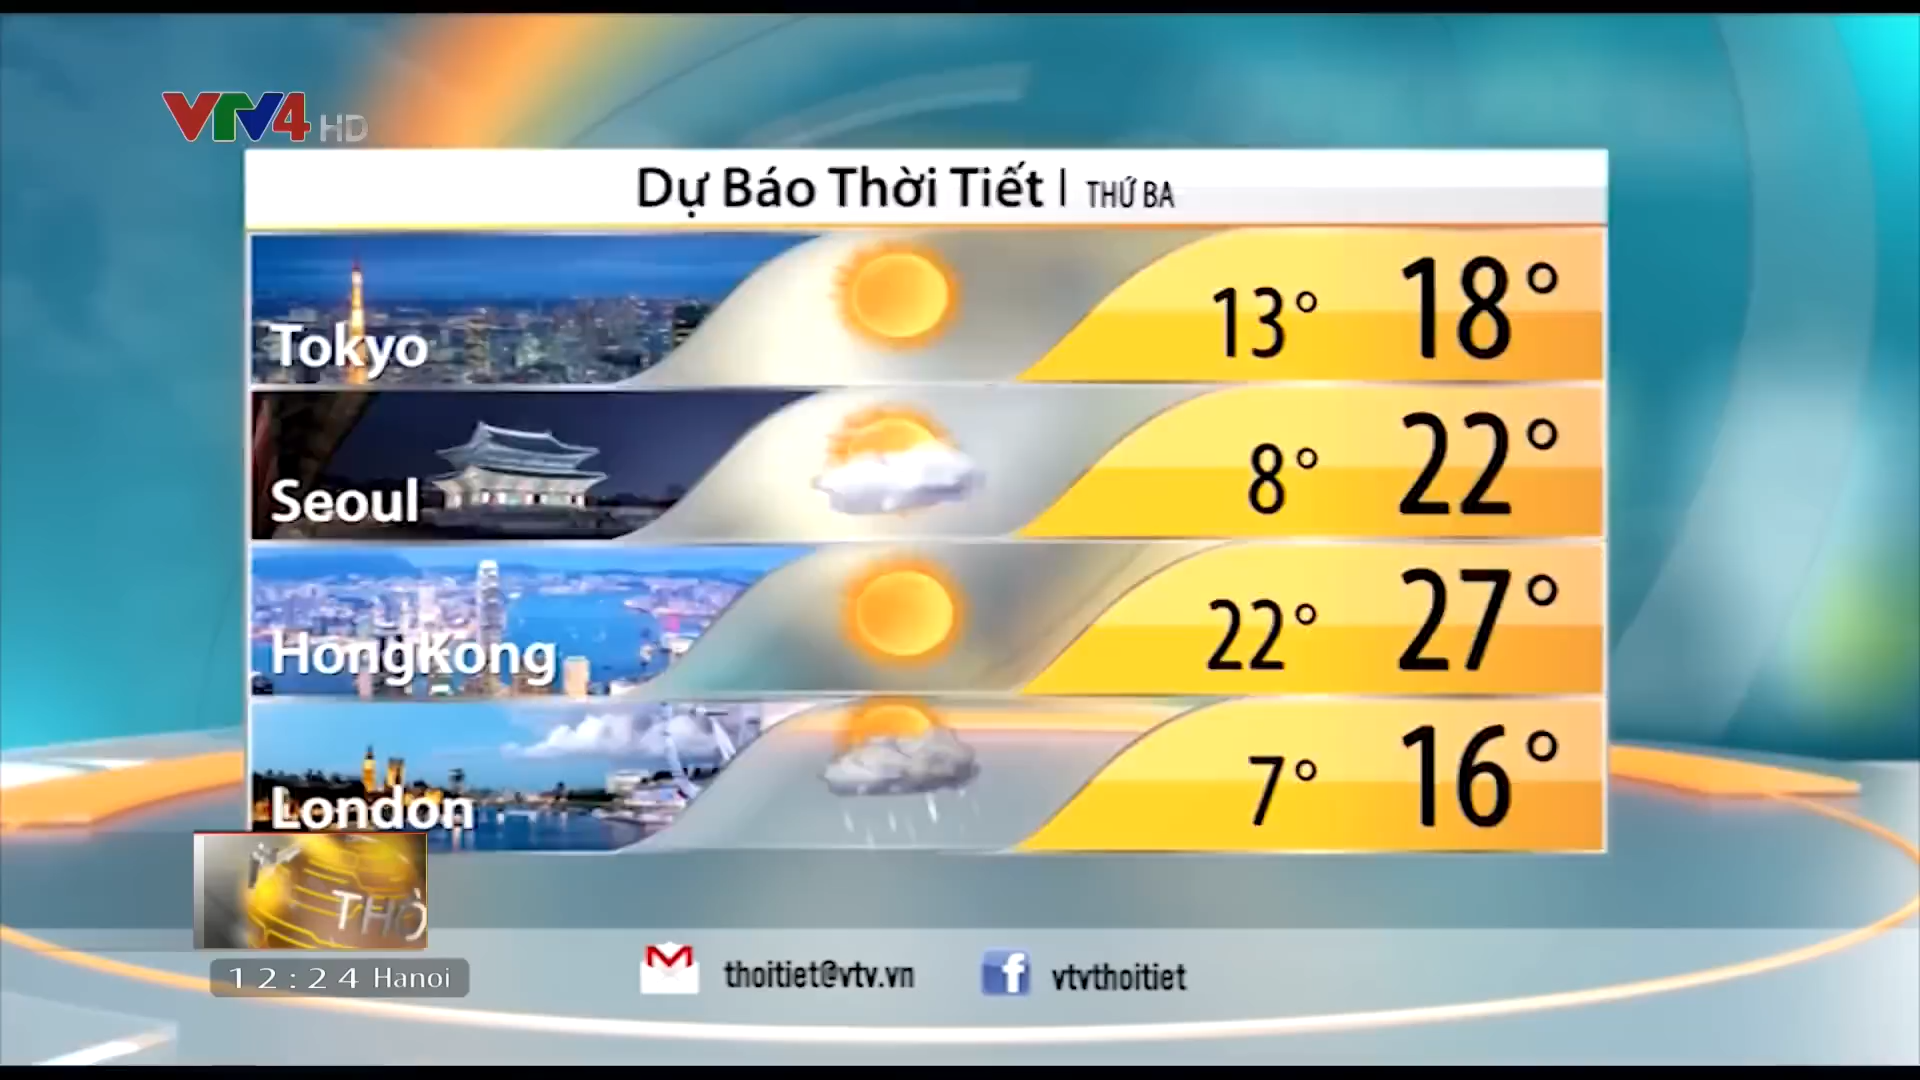 VTV4 HD
Dự Báo Thời Tiết | THỨ BA
Tokyo 13° 18°
Seoul 8° 22°
HongKong 22° 27°
London 7° 16°
THỜ
12:24 Hanoi
thoitiet@vtv.vn vtvthoitiet